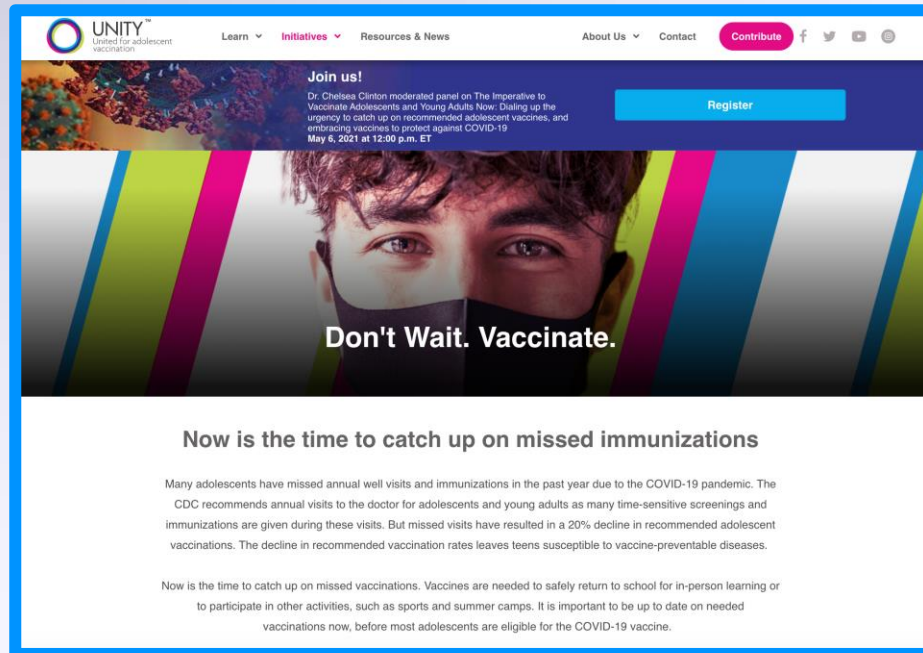 UNITY™
United for adolescent
vaccination
Learn Initiatives Resources & News About Us Contact Contribute
Join us!
Dr. Chelsea Clinton moderated panel on The Imperative to
Vaccinate Adolescents and Young Adults Now: Dialing up the
urgency to catch up on recommended adolescent vaccines, and
embracing vaccines to protect against COVID-19
May 6, 2021 at 12:00 p.m. ET
Register
Don't Wait. Vaccinate.
Now is the time to catch up on missed immunizations
Many adolescents have missed annual well visits and immunizations in the past year due to the COVID-19 pandemic. The
CDC recommends annual visits to the doctor for adolescents and young adults as many time-sensitive screenings and
immunizations are given during these visits. But missed visits have resulted in a 20% decline in recommended adolescent
vaccinations. The decline in recommended vaccination rates leaves teens susceptible to vaccine-preventable diseases.
Now is the time to catch up on missed vaccinations. Vaccines are needed to safely return to school for in-person learning or
to participate in other activities, such as sports and summer camps. It is important to be up to date on needed
vaccinations now, before most adolescents are eligible for the COVID-19 vaccine.